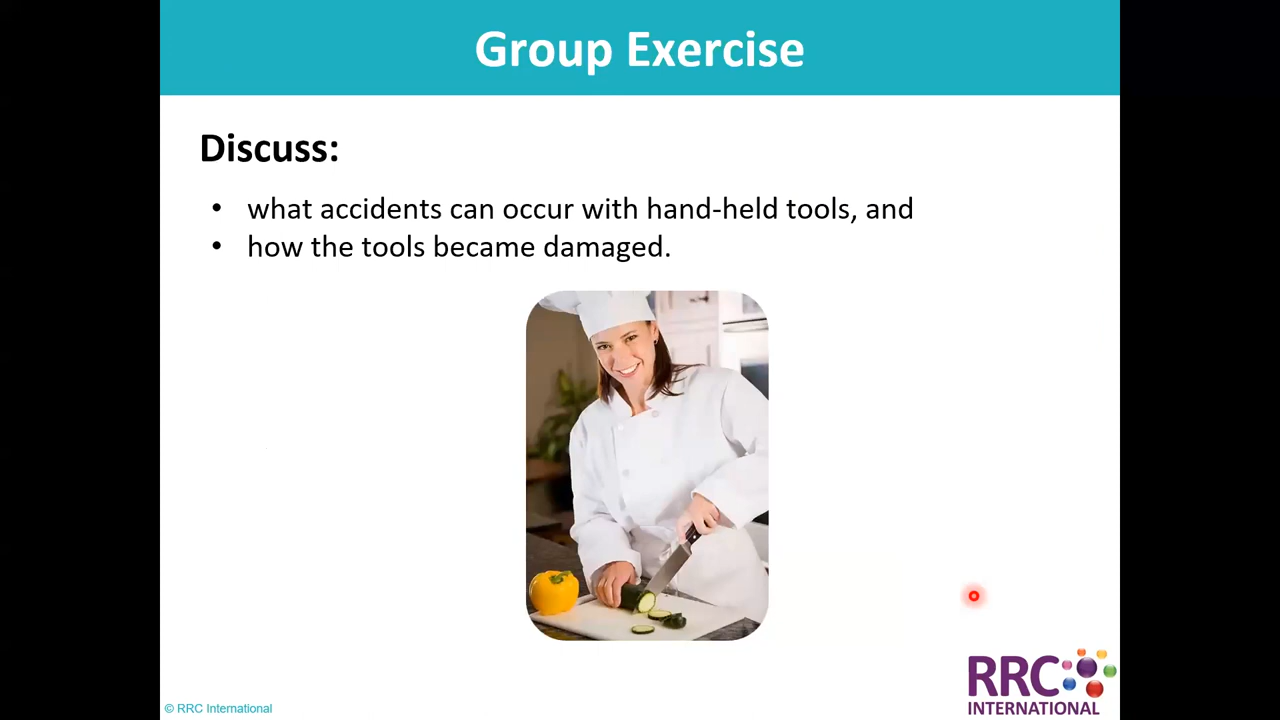 Group Exercise
Discuss:
• what accidents can occur with hand-held tools, and
• how the tools became damaged.
RRC
INTERNATIONAL
© RRC International